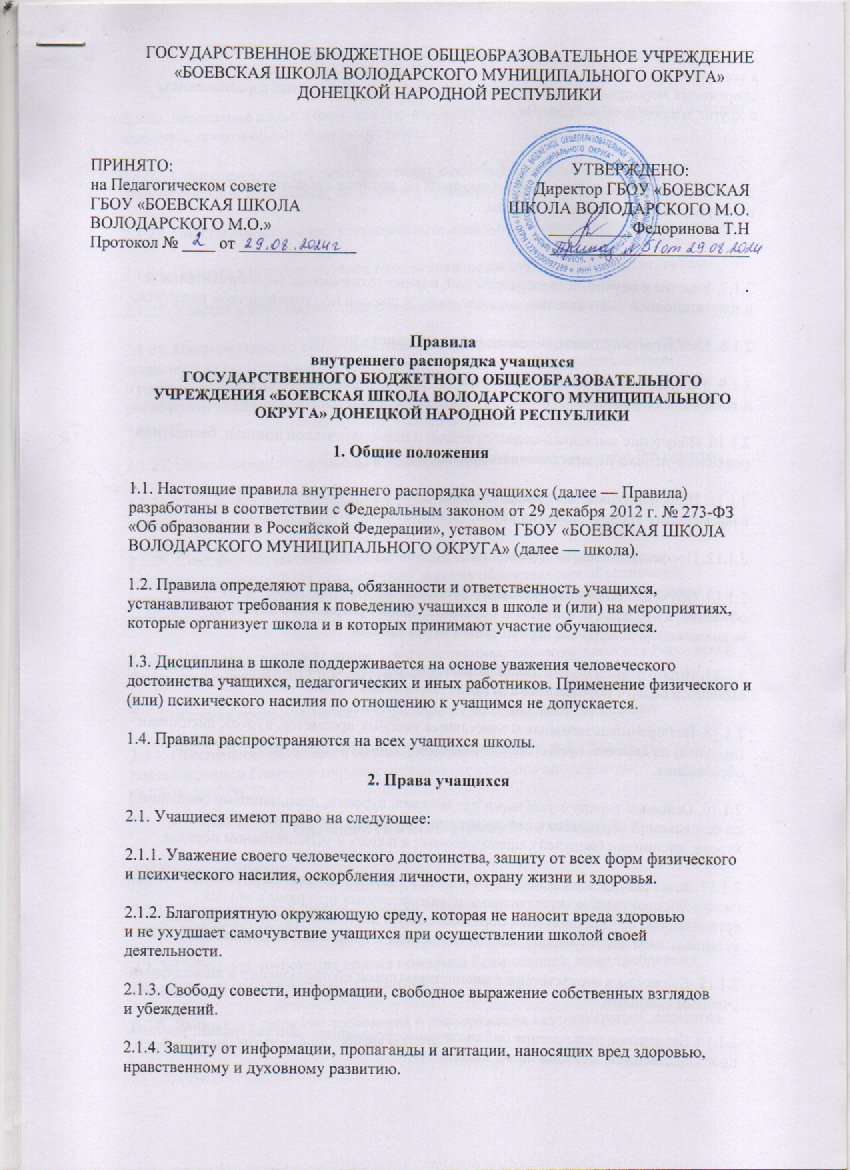 ГОСУДАРСТВЕННОЕ БЮДЖЕТНОЕ ОБЩЕОБРАЗОВАТЕЛЬНОЕ УЧРЕЖДЕНИЕ
«БОЕВСКАЯ ШКОЛА ВОЛОДАРСКОГО МУНИЦИПАЛЬНОГО ОКРУГА»
ДОНЕЦКОЙ НАРОДНОЙ РЕСПУБЛИКИ
ПРИНЯТО:
на Педагогическом совете
ГБОУ «БОЕВСКАЯ ШКОЛА
ВОЛОДАРСКОГО М.О.»
Протокол № 2 от 29.08.2024г
УТВЕРЖДЕНО:
Директор ГБОУ «БОЕВСКАЯ
ШКОЛА ВОЛОДАРСКОГО М.О.
Федоринова Т.Н
Приказ № 51 от 29.08.2024
Правила
внутреннего распорядка учащихся
ГОСУДАРСТВЕННОГО БЮДЖЕТНОГО ОБЩЕОБРАЗОВАТЕЛЬНОГО
УЧРЕЖДЕНИЯ «БОЕВСКАЯ ШКОЛА ВОЛОДАРСКОГО МУНИЦИПАЛЬНОГО
ОКРУГА» ДОНЕЦКОЙ НАРОДНОЙ РЕСПУБЛИКИ
1. Общие положения
1.1. Настоящие правила внутреннего распорядка учащихся (далее — Правила)
разработаны в соответствии с Федеральным законом от 29 декабря 2012 г. № 273-ФЗ
«Об образовании в Российской Федерации», уставом ГБОУ «БОЕВСКАЯ ШКОЛА
ВОЛОДАРСКОГО МУНИЦИПАЛЬНОГО ОКРУГА» (далее — школа).
1.2. Правила определяют права, обязанности и ответственность учащихся,
устанавливают требования к поведению учащихся в школе и (или) на мероприятиях,
которые организует школа и в которых принимают участие обучающиеся.
1.3. Дисциплина в школе поддерживается на основе уважения человеческого
достоинства учащихся, педагогических и иных работников. Применение физического и
(или) психического насилия по отношению к учащимся не допускается.
1.4. Правила распространяются на всех учащихся школы.
2. Права учащихся
2.1. Учащиеся имеют право на следующее:
2.1.1. Уважение своего человеческого достоинства, защиту от всех форм физического
и психического насилия, оскорбления личности, охрану жизни и здоровья.
2.1.2. Благоприятную окружающую среду, которая не наносит вреда здоровью
и не ухудшает самочувствие учащихся при осуществлении школой своей
деятельности.
2.1.3. Свободу совести, информации, свободное выражение собственных взглядов
и убеждений.
2.1.4. Защиту от информации, пропаганды и агитации, наносящих вред здоровью,
нравственному и духовному развитию.